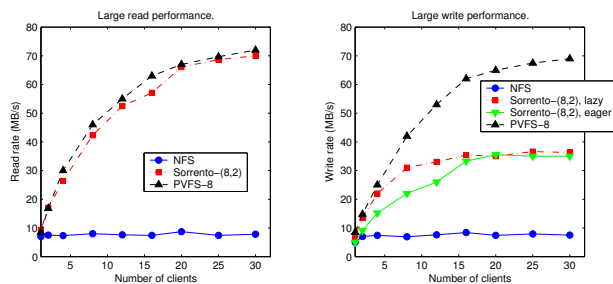 Large read performance.
80
70
60
50
40
30
20
10
0
Read rate (MB/s)
NFS
Sorrento−(8,2)
PVFS−8
5 10 15 20 25 30
Number of clients
Large write performance.
80
70
60
50
40
30
20
10
0
Write rate (MB/s)
NFS
Sorrento−(8,2), lazy
Sorrento−(8,2), eager
PVFS−8
5 10 15 20 25 30
Number of clients